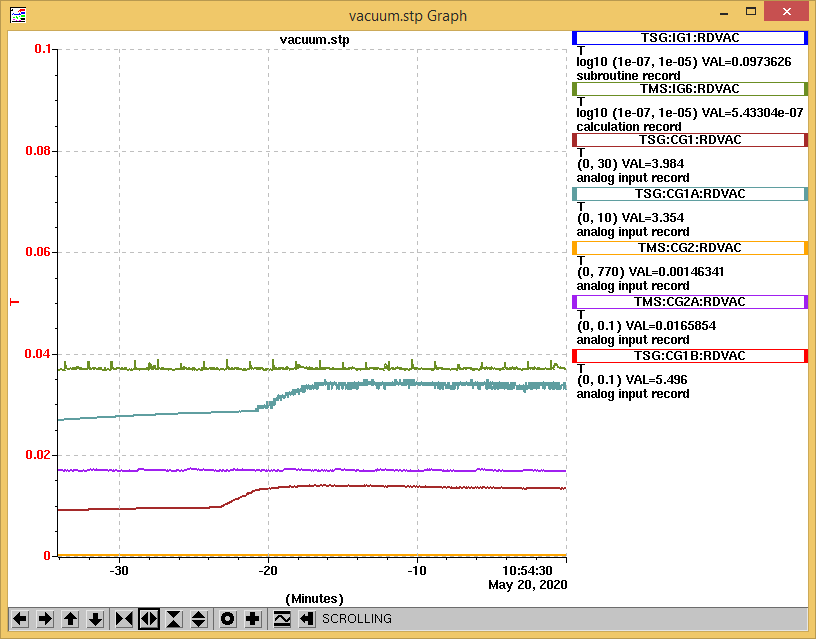 vacuum.stp Graph
vacuum.stp
0.1
0.08
0.06
T
0.04
0.02
0
-30
-20
-10
10:54:30
May 20, 2020
(Minutes)
TSG:IG1:RDVAC
T
log10 (1e-07, 1e-05) VAL=0.0973626
subroutine record
TMS:IG6:RDVAC
T
log10 (1e-07, 1e-05) VAL=5.43304e-07
calculation record
TSG:CG1:RDVAC
T
(0, 30) VAL=3.984
analog input record
TSG:CG1A:RDVAC
T
(0, 10) VAL=3.354
analog input record
TMS:CG2:RDVAC
T
(0, 770) VAL=0.00146341
analog input record
TMS:CG2A:RDVAC
T
(0, 0.1) VAL=0.0165854
analog input record
TSG:CG1B:RDVAC
T
(0, 0.1) VAL=5.496
analog input record
SCROLLING